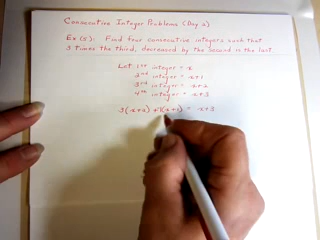 Consecutive Integer Problems (Day 2)
Ex (8): Find four consecutive integers such that
3 times the third, decreased by the second is the last.
Let 1st integer = x
2nd integer = x+1
3rd integer = x+2
4th integer = x+3
3(x+2) + 1(x+1) = x+3